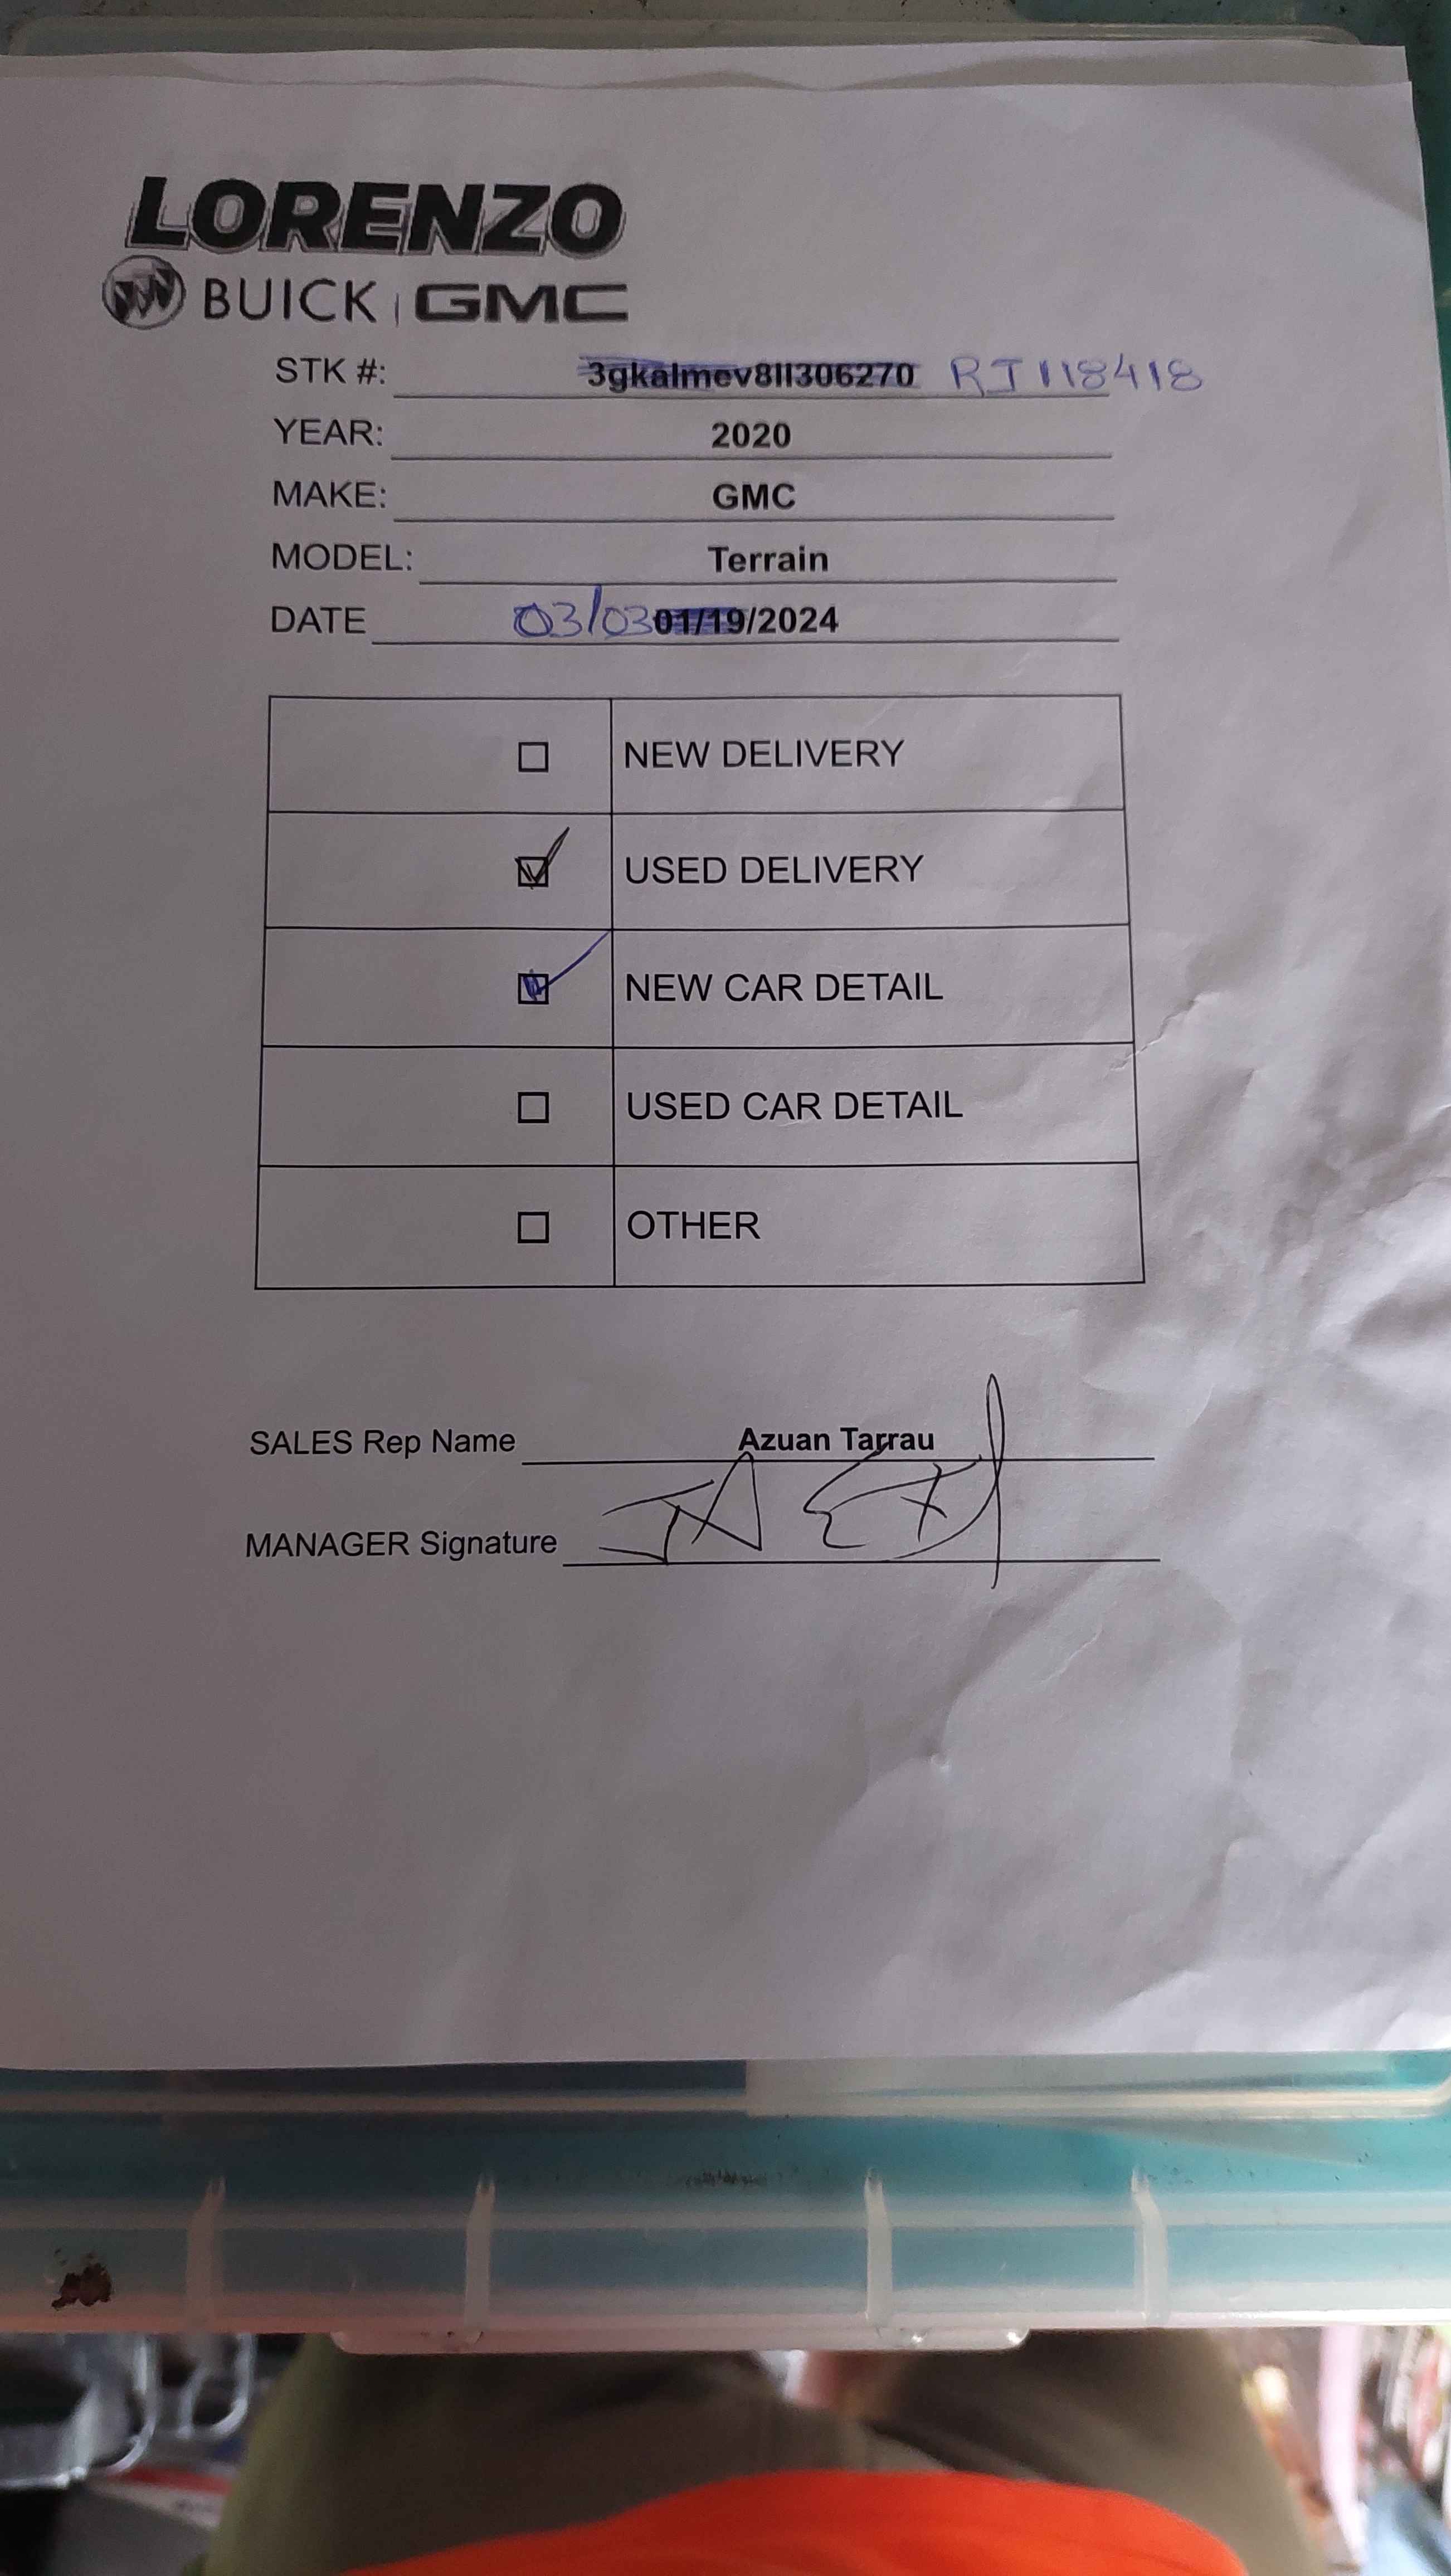 LORENZO
BUICK | GMC
STK #: 3gkalmev8ll306270 RJ118418
YEAR: 2020
MAKE: GMC
MODEL: Terrain
DATE 03/03 01/19/2024
NEW DELIVERY
USED DELIVERY
NEW CAR DETAIL
USED CAR DETAIL
OTHER
SALES Rep Name Azuan Tarrau
MANAGER Signature